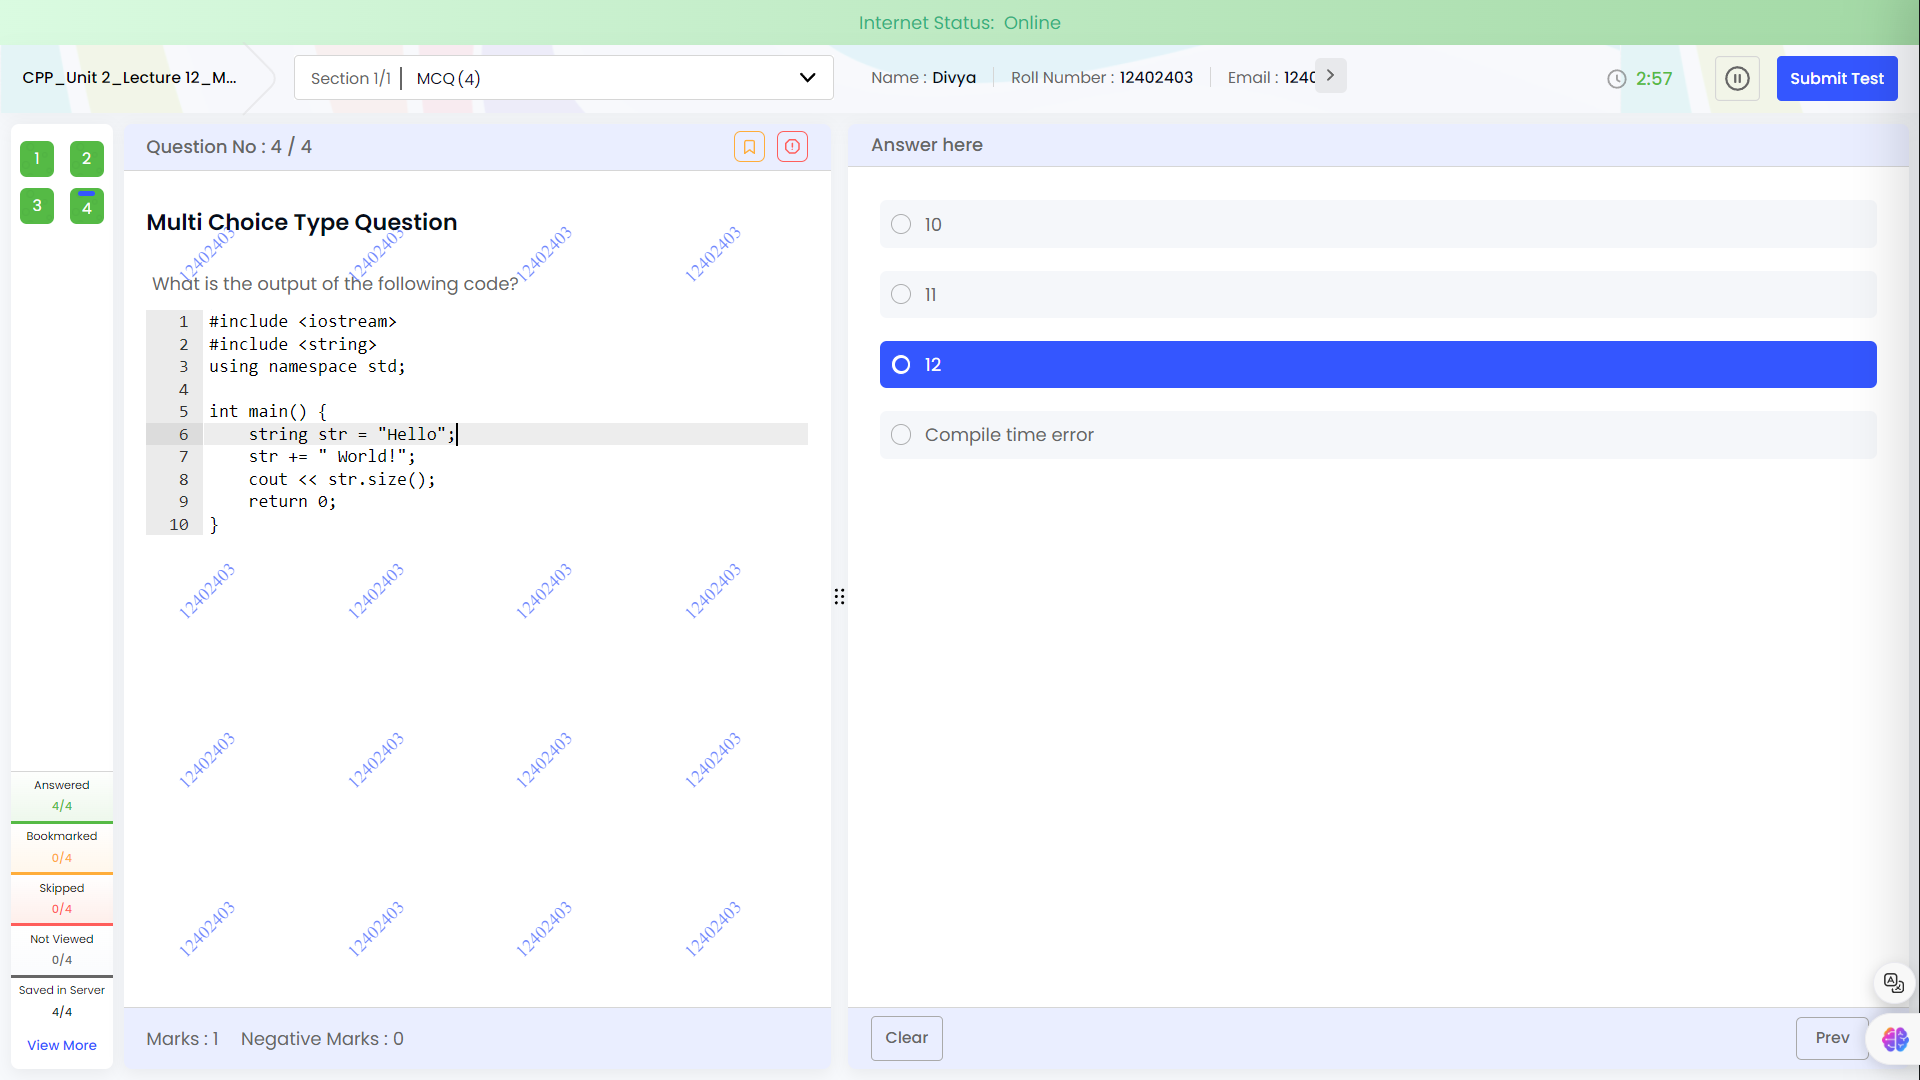 Internet Status: Online
CPP_Unit 2_Lecture 12_M...
Section 1/1 | MCQ (4)
Name : Divya
Roll Number : 12402403
Email : 1240
2:57
Submit Test
1 2
3 4
Question No : 4 / 4
Multi Choice Type Question
12402403 12402403 12402403 12402403
What is the output of the following code?
1 #include <iostream>
2 #include <string>
3 using namespace std;
4
5 int main() {
6     string str = "Hello";
7     str += " World!";
8     cout << str.size();
9     return 0;
10 }
12402403 12402403 12402403 12402403
12402403 12402403 12402403 12402403
12402403 12402403 12402403 12402403
Marks : 1 Negative Marks : 0
Answer here
10
11
12
Compile time error
Clear
Prev
Answered
4/4
Bookmarked
0/4
Skipped
0/4
Not Viewed
0/4
Saved in Server
4/4
View More